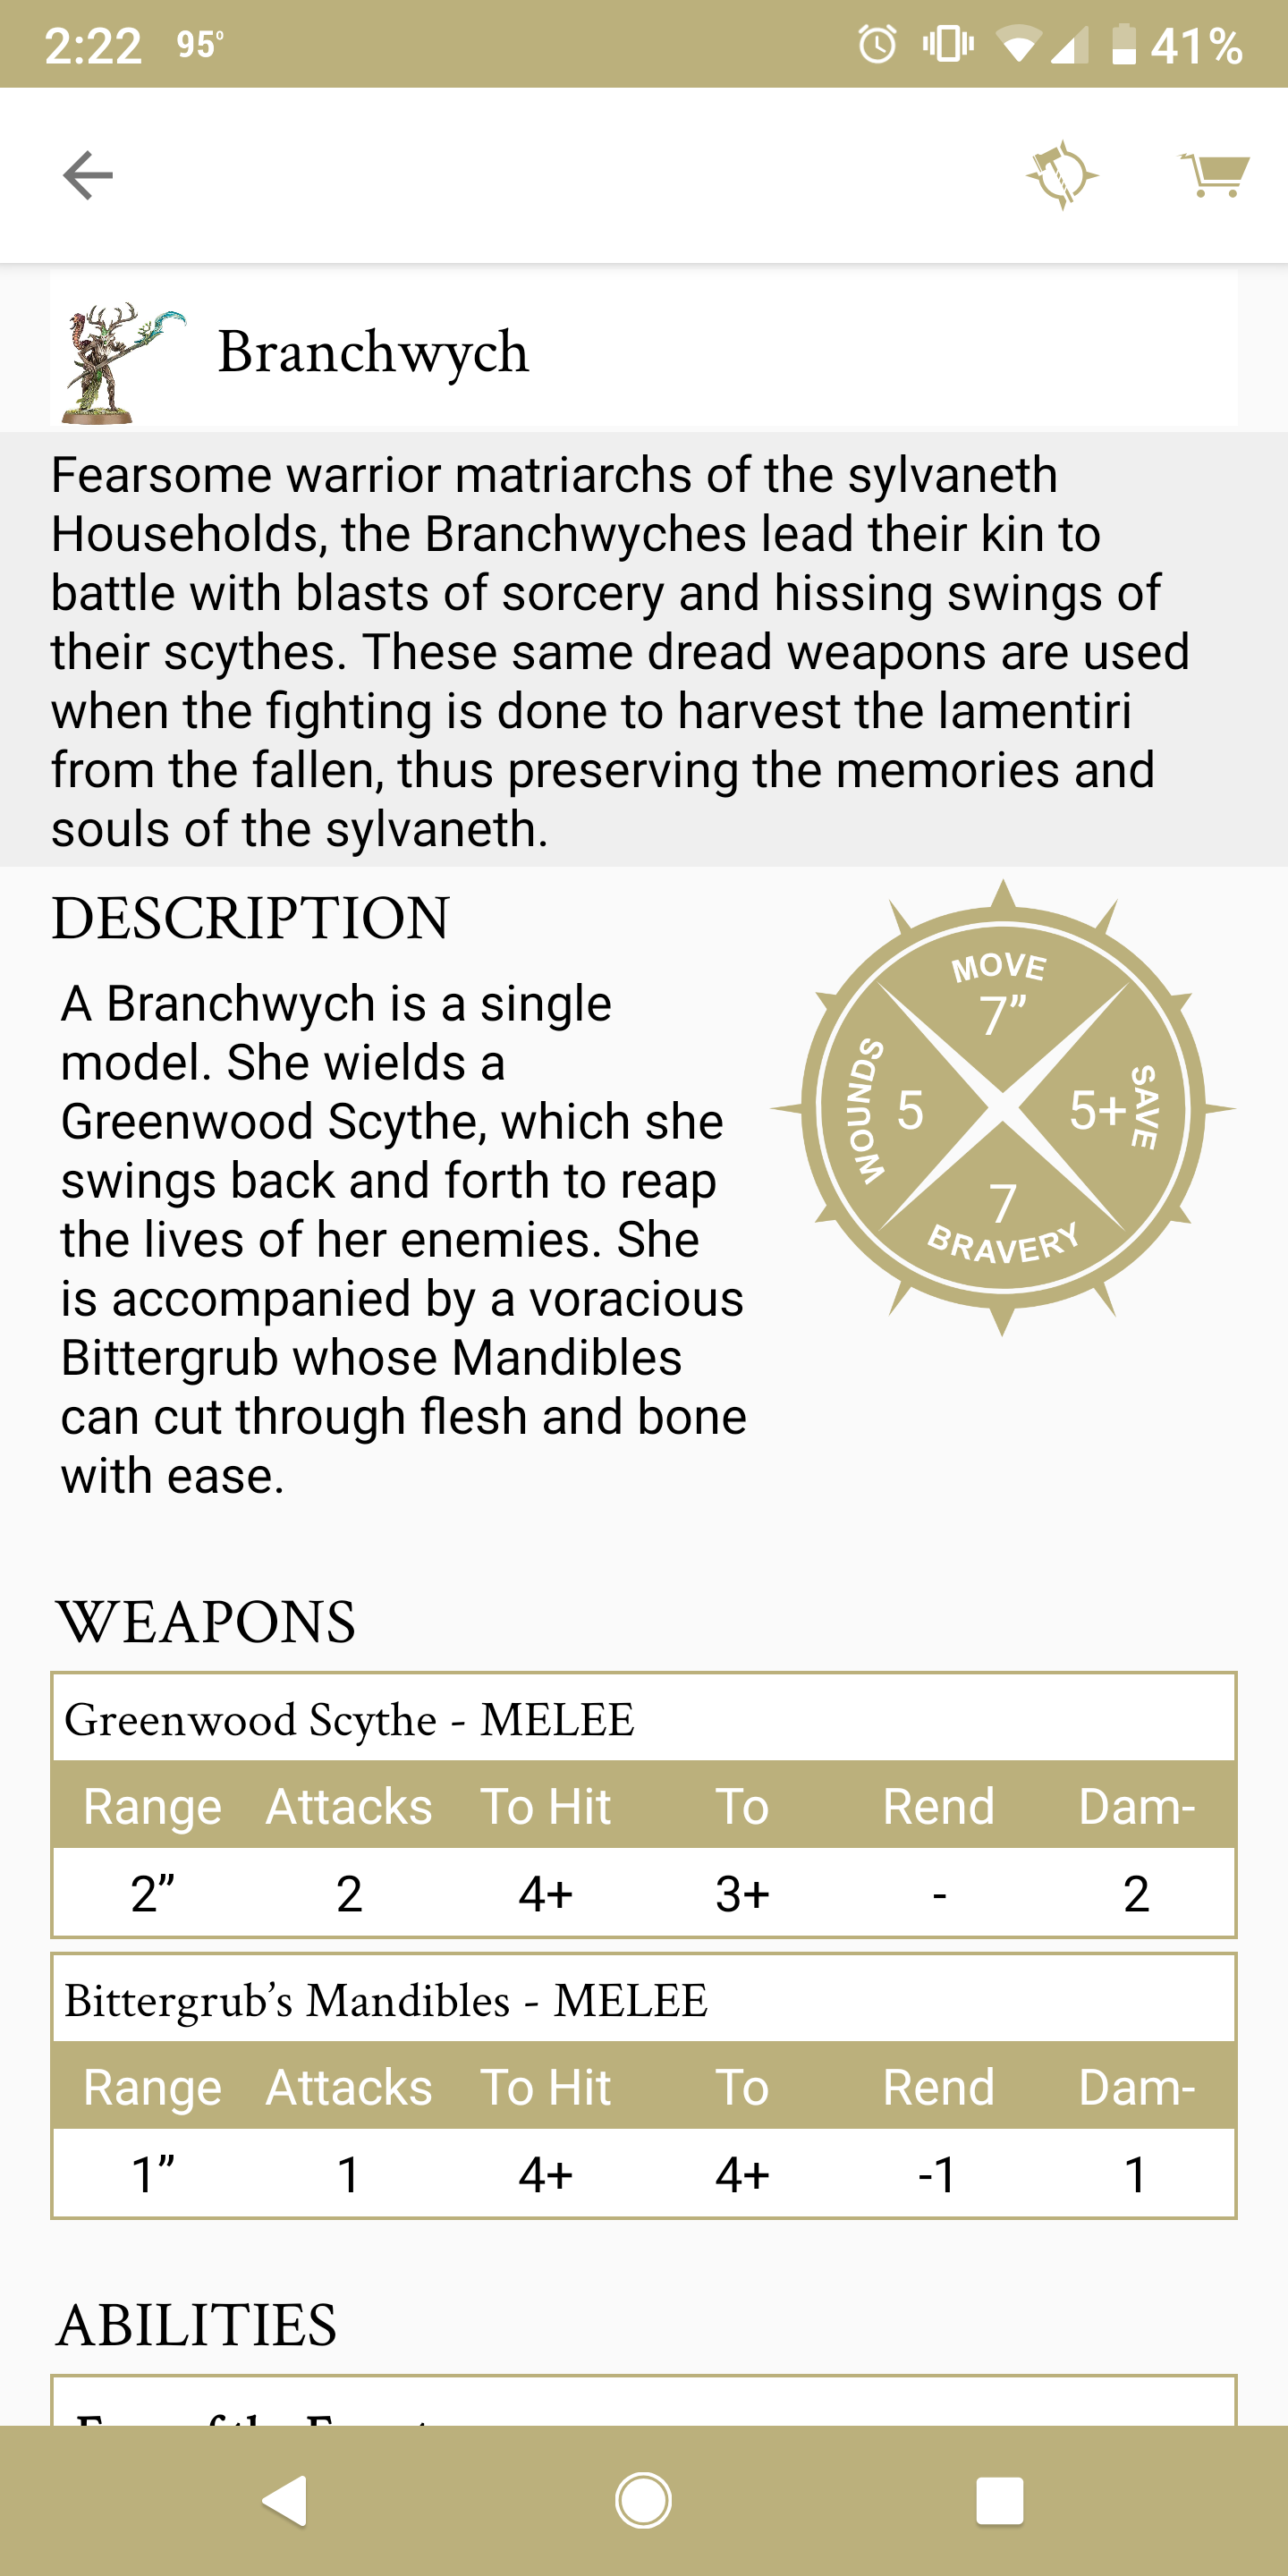 2:22 95° 41%
Branchwych
Fearsome warrior matriarchs of the sylvaneth
Households, the Branchwyches lead their kin to
battle with blasts of sorcery and hissing swings of
their scythes. These same dread weapons are used
when the fighting is done to harvest the lamentiri
from the fallen, thus preserving the memories and
souls of the sylvaneth.
DESCRIPTION
A Branchwych is a single
model. She wields a
Greenwood Scythe, which she
swings back and forth to reap
the lives of her enemies. She
is accompanied by a voracious
Bittergrub whose Mandibles
can cut through flesh and bone
with ease.
MOVE
7”
WOUNDS 5 5+ SAVE
7
BRAVERY
WEAPONS
Greenwood Scythe - MELEE
Range Attacks To Hit To Rend Dam-
2” 2 4+ 3+ - 2
Bittergrub’s Mandibles - MELEE
Range Attacks To Hit To Rend Dam-
1” 1 4+ 4+ -1 1
ABILITIES